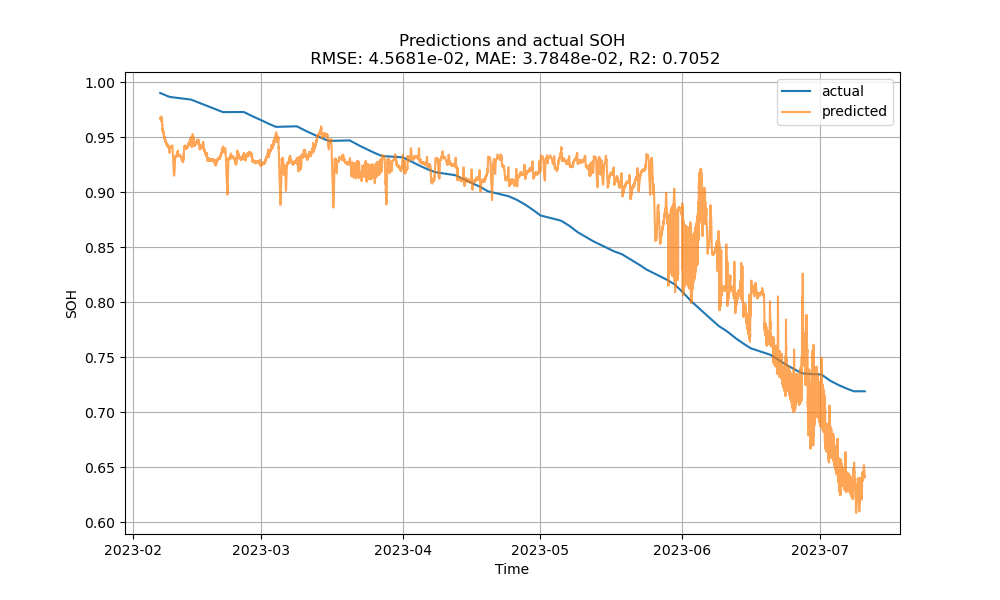 Predictions and actual SOH
RMSE: 4.5681e-02, MAE: 3.7848e-02, R2: 0.7052
actual
predicted
1.00
0.95
0.90
0.85
0.80
0.75
0.70
0.65
0.60
SOH
2023-02
2023-03
2023-04
2023-05
2023-06
2023-07
Time